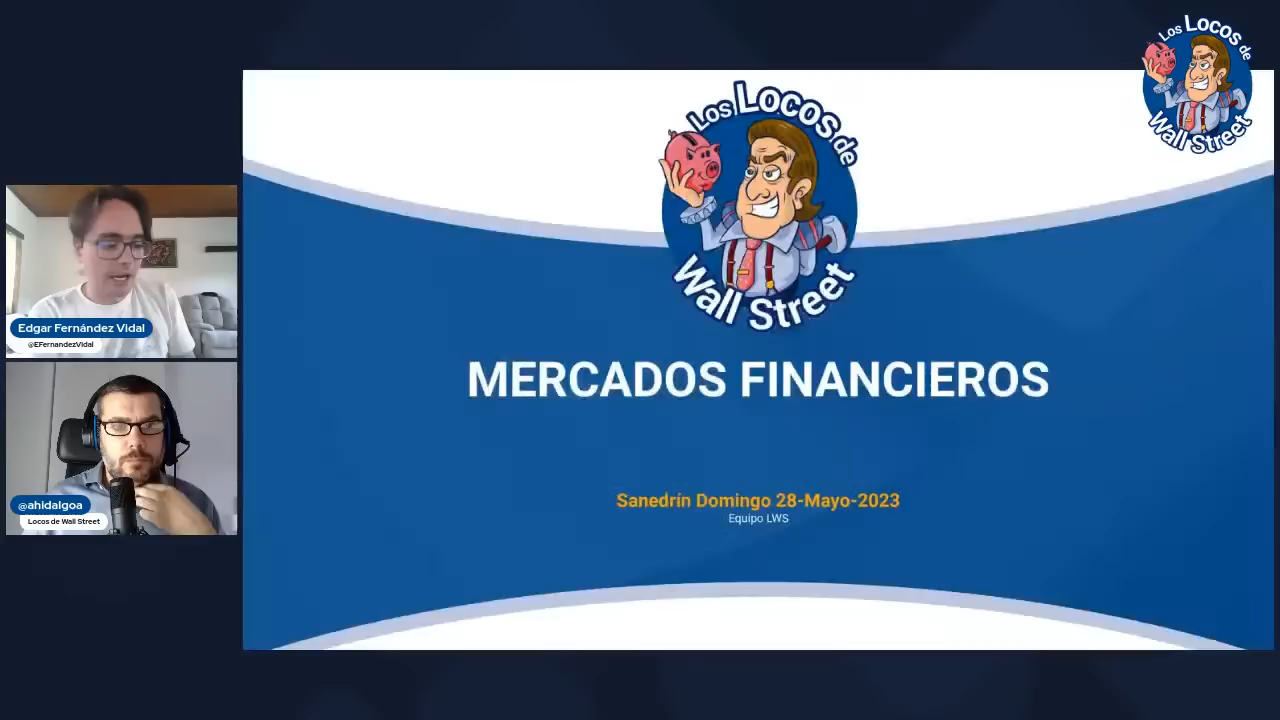 Los Locos de
Wall Street
Los Locos de
Wall Street
MERCADOS FINANCIEROS
Sanedrín Domingo 28-Mayo-2023
Equipo LWS
Edgar Fernández Vidal
@EFernandezVidal
@ahidalgoa
Locos de Wall Street